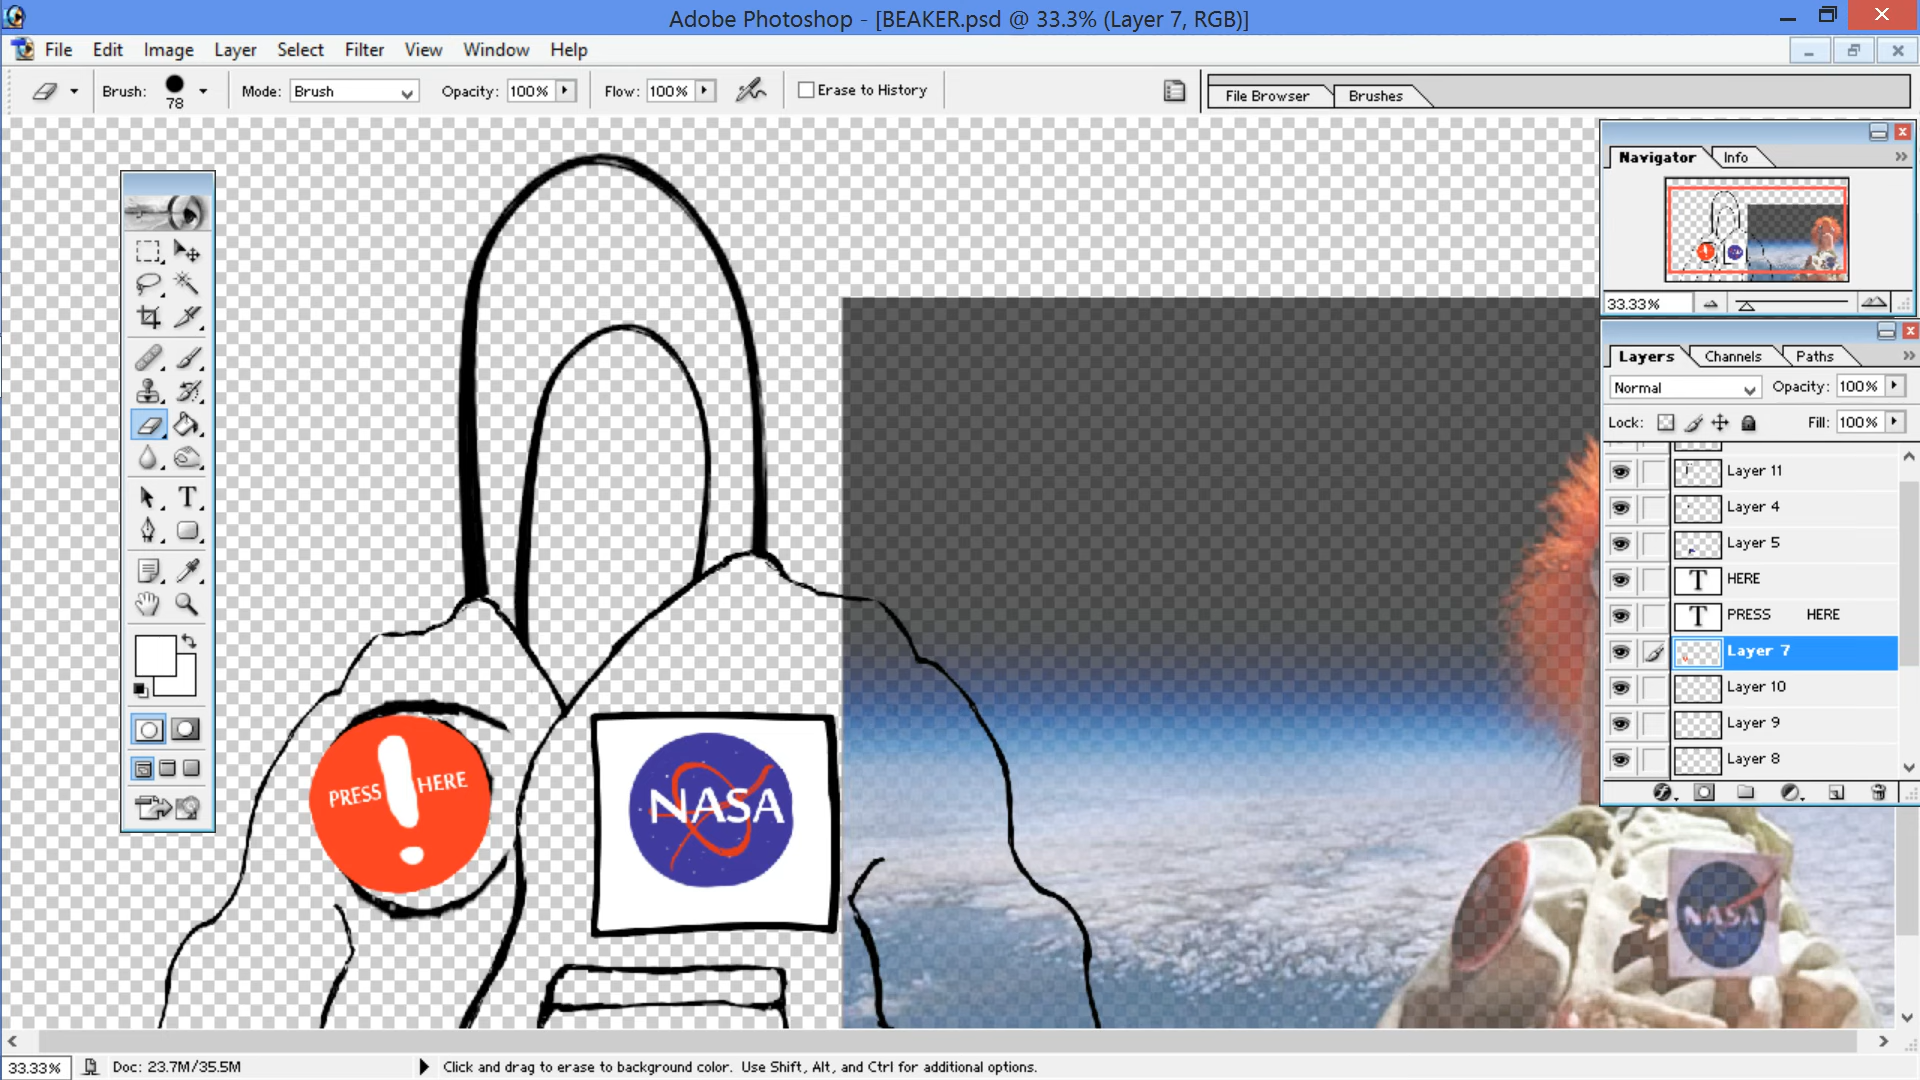 Adobe Photoshop - [BEAKER.psd @ 33.3% (Layer 7, RGB)]
File Edit Image Layer Select Filter View Window Help
Brush: 78 Mode: Brush Opacity: 100% Flow: 100% Erase to History File Browser Brushes
Navigator Info
33.33%
Layers Channels Paths
Normal Opacity: 100%
Lock: Fill: 100%
Layer 11
Layer 4
Layer 5
T HERE
T PRESS HERE
Layer 7
Layer 10
Layer 9
Layer 8
T
PRESS ! HERE
NASA
NASA
33.33% Doc: 23.7M/35.5M Click and drag to erase to background color. Use Shift, Alt, and Ctrl for additional options.